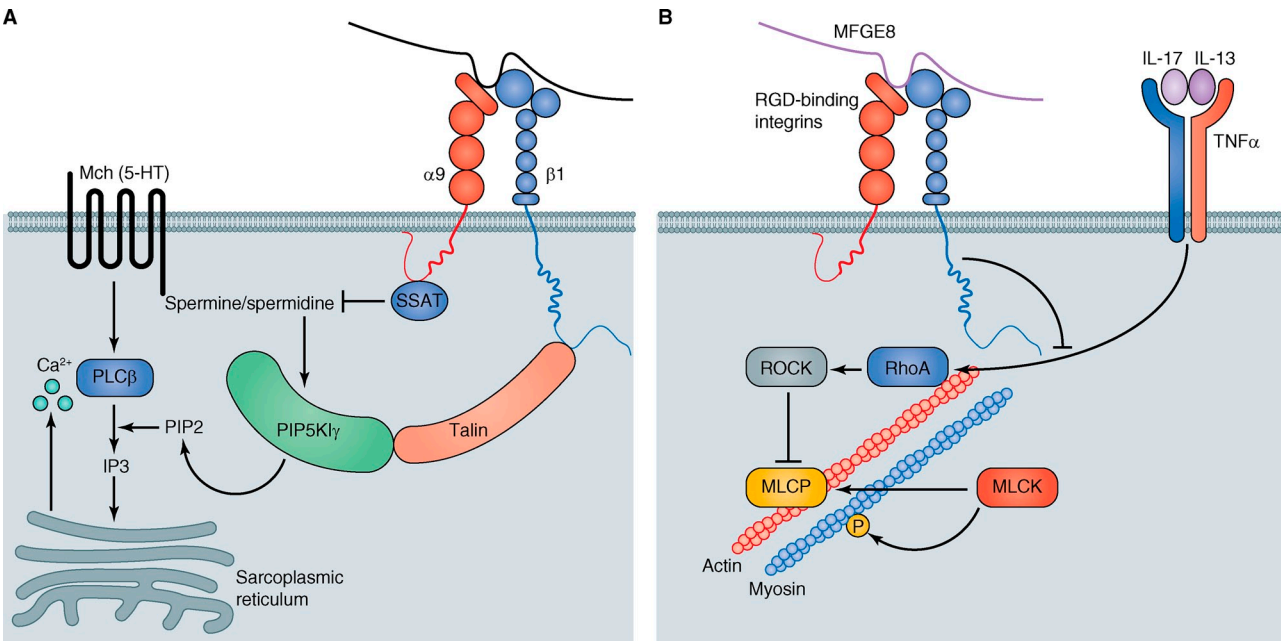 A
Mch (5-HT)
α9
β1
Spermine/spermidine
SSAT
Ca²⁺
PLCβ
PIP2
PIP5KIγ
Talin
IP3
Sarcoplasmic
reticulum
B
MFGE8
IL-17 IL-13
RGD-binding
integrins
TNFα
ROCK
RhoA
MLCP
MLCK
P
Actin
Myosin